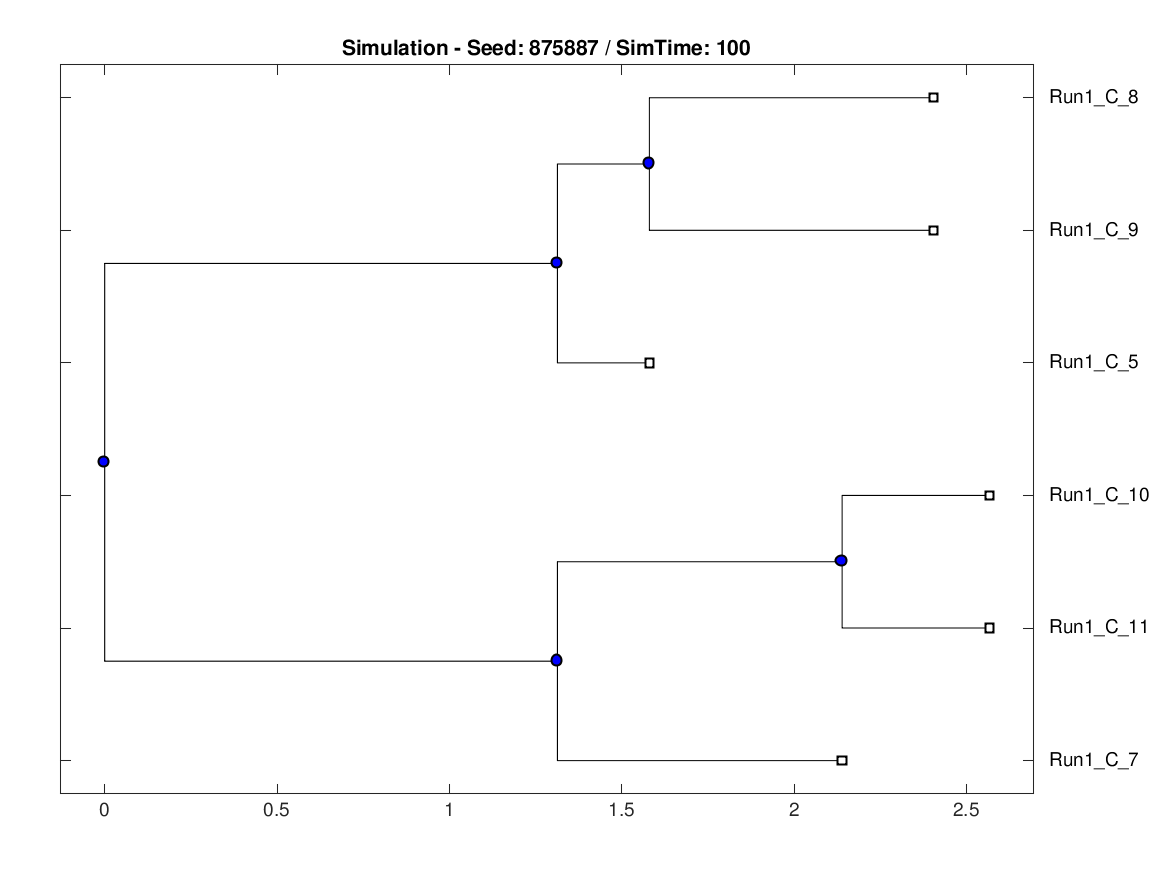 Simulation - Seed: 875887 / SimTime: 100
Run1_C_8
Run1_C_9
Run1_C_5
Run1_C_10
Run1_C_11
Run1_C_7
0 0.5 1 1.5 2 2.5